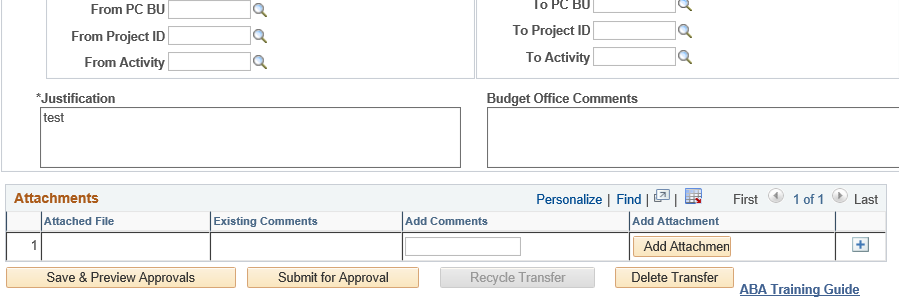 From PC BU
To PC BU
From Project ID
To Project ID
From Activity
To Activity
*Justification
Budget Office Comments
test
Attachments
Personalize | Find | |
First 1 of 1 Last
Attached File Existing Comments Add Comments Add Attachment
1 Add Attachmen
Save & Preview Approvals Submit for Approval Recycle Transfer Delete Transfer
ABA Training Guide